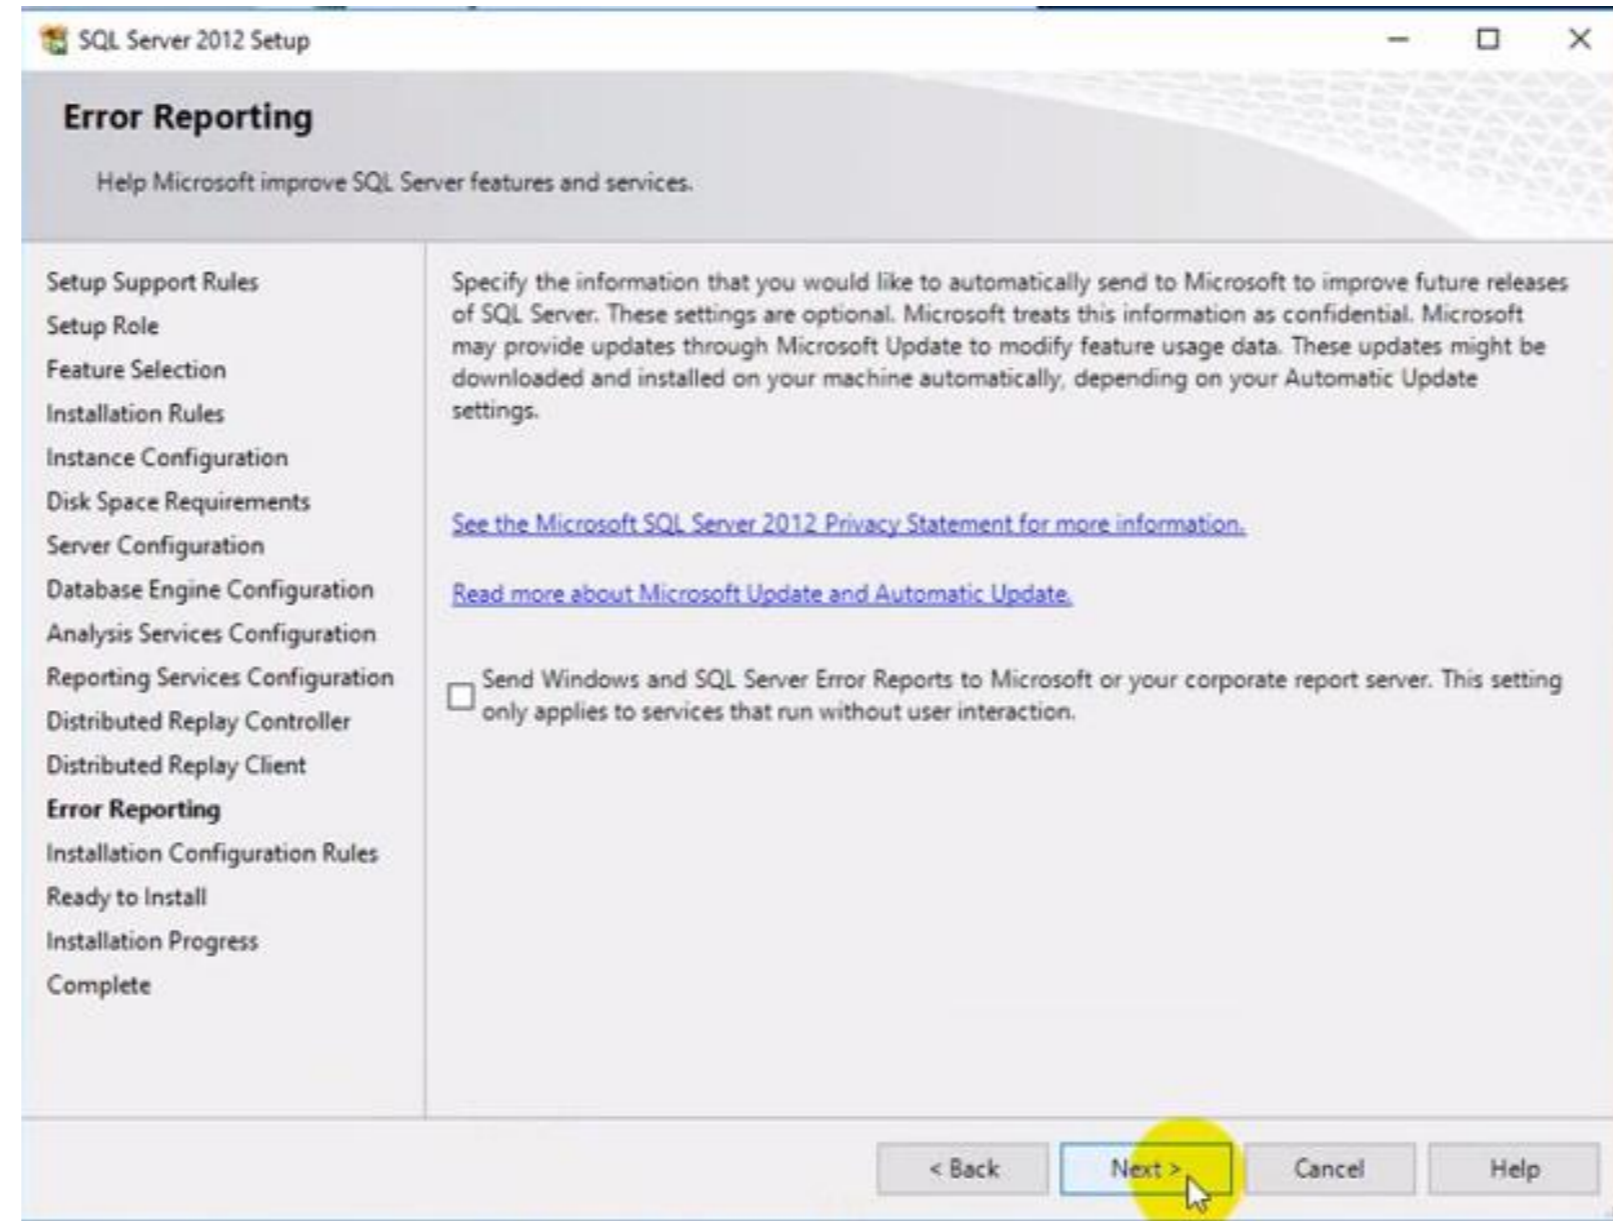 SQL Server 2012 Setup
Error Reporting
Help Microsoft improve SQL Server features and services.
Setup Support Rules
Setup Role
Feature Selection
Installation Rules
Instance Configuration
Disk Space Requirements
Server Configuration
Database Engine Configuration
Analysis Services Configuration
Reporting Services Configuration
Distributed Replay Controller
Distributed Replay Client
Error Reporting
Installation Configuration Rules
Ready to Install
Installation Progress
Complete
Specify the information that you would like to automatically send to Microsoft to improve future releases
of SQL Server. These settings are optional. Microsoft treats this information as confidential. Microsoft
may provide updates through Microsoft Update to modify feature usage data. These updates might be
downloaded and installed on your machine automatically, depending on your Automatic Update
settings.
See the Microsoft SQL Server 2012 Privacy Statement for more information.
Read more about Microsoft Update and Automatic Update.
Send Windows and SQL Server Error Reports to Microsoft or your corporate report server. This setting
only applies to services that run without user interaction.
< Back
Next >
Cancel
Help